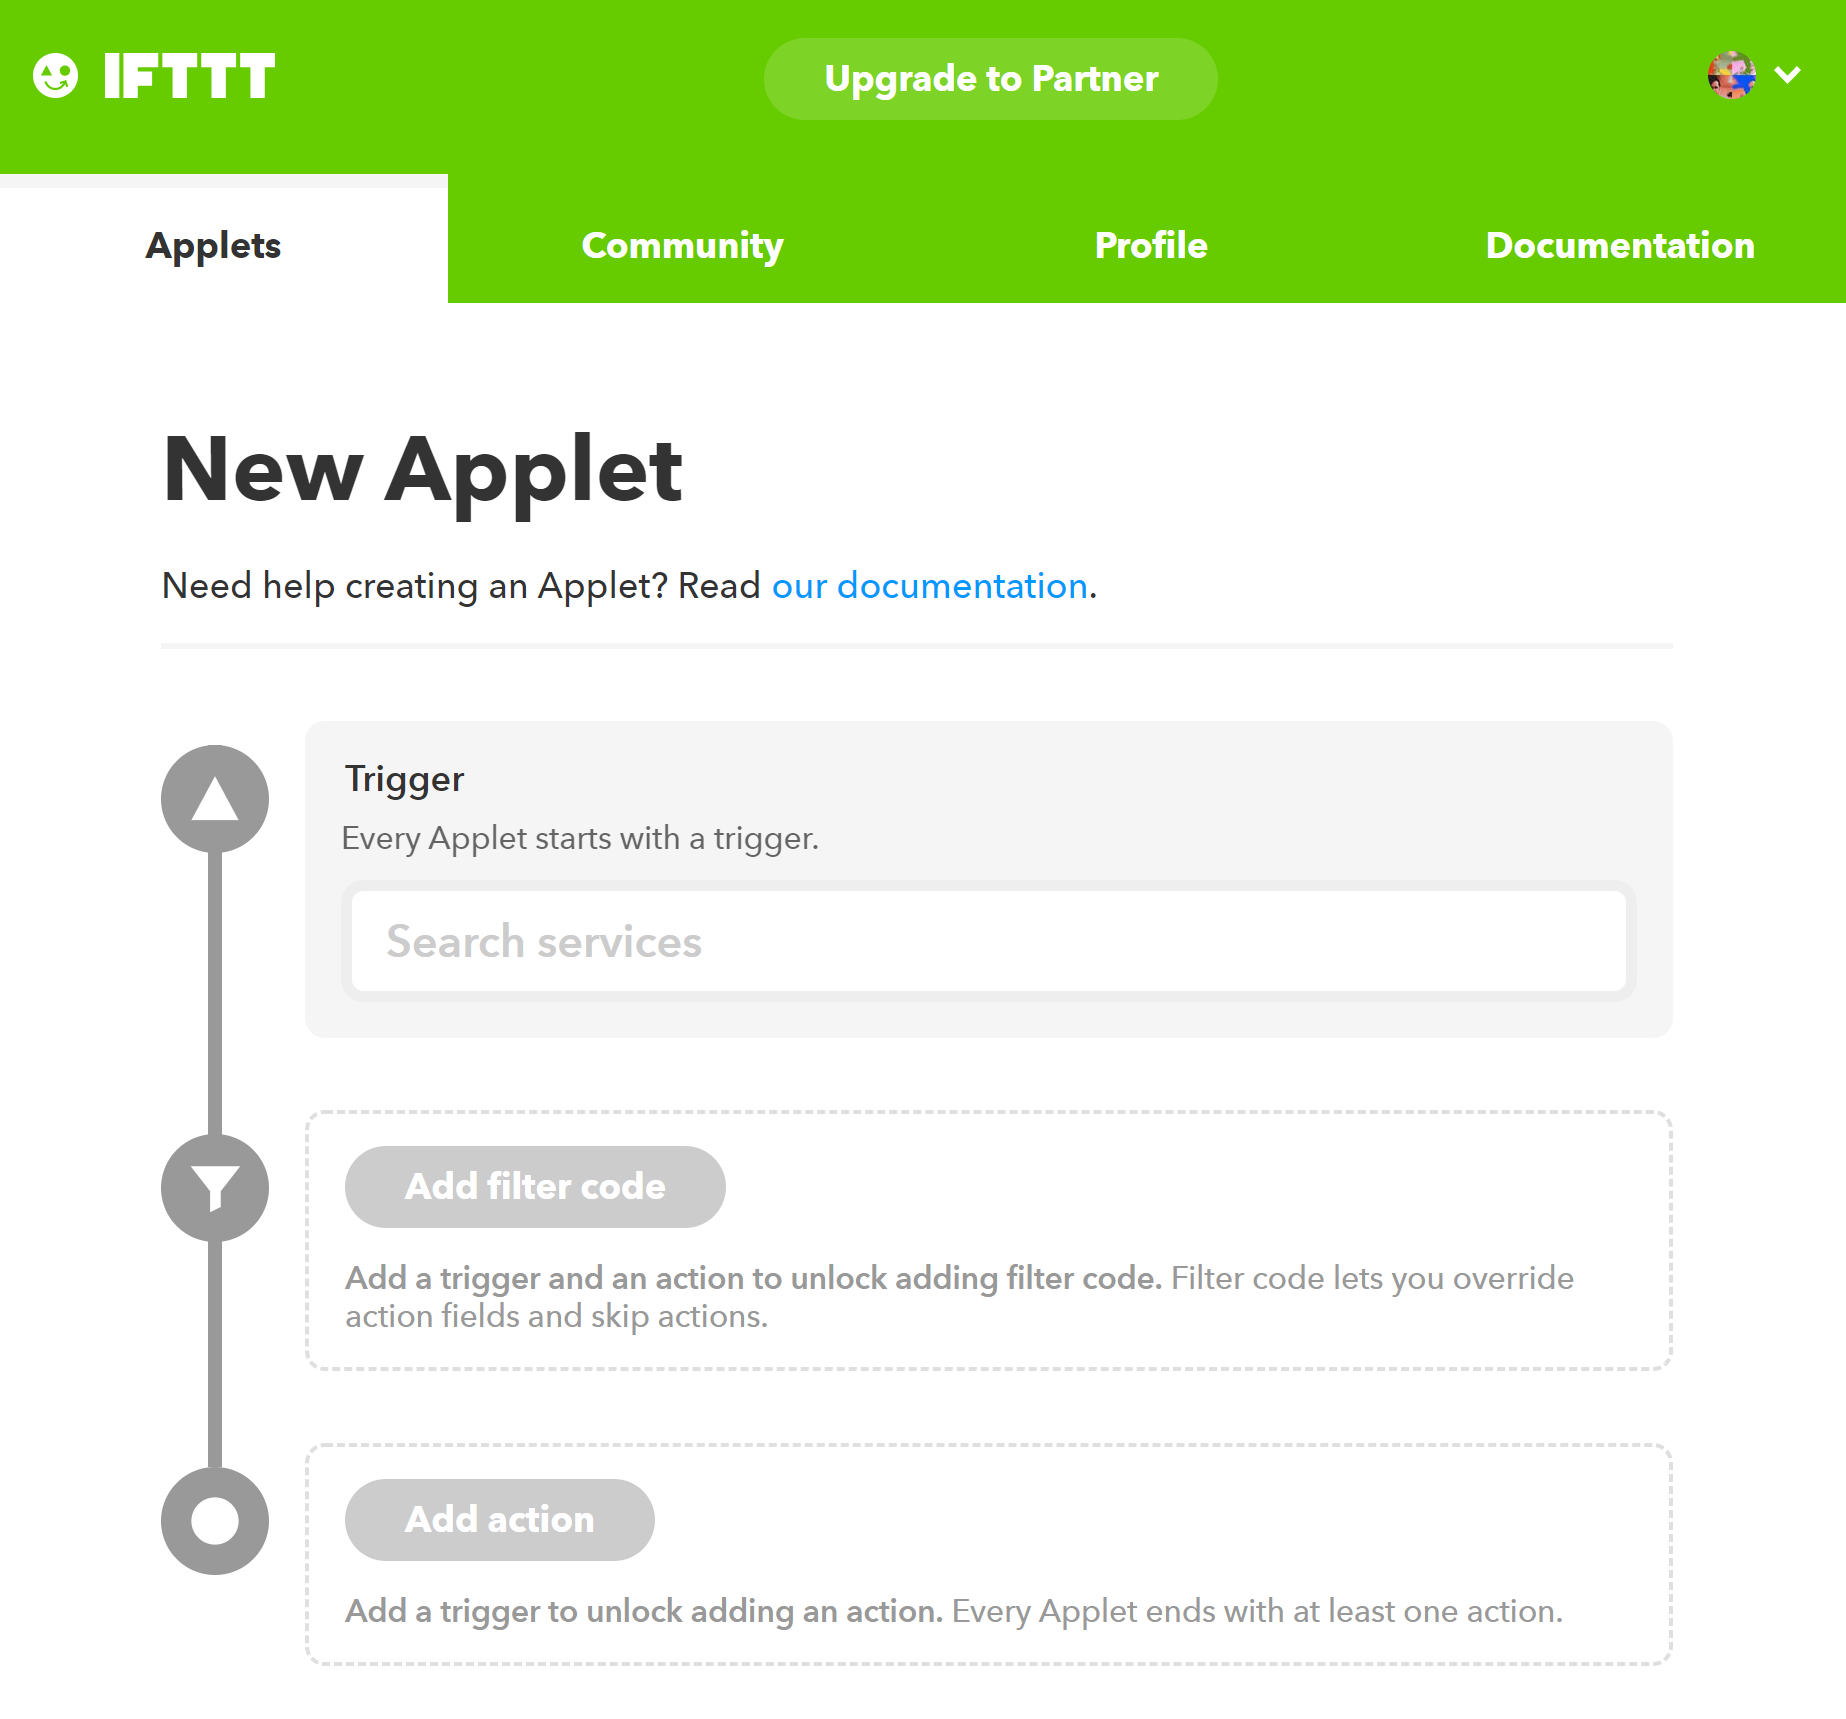 IFTTT
Upgrade to Partner
Applets
Community
Profile
Documentation
New Applet
Need help creating an Applet? Read our documentation.
Trigger
Every Applet starts with a trigger.
Search services
Add filter code
Add a trigger and an action to unlock adding filter code. Filter code lets you override
action fields and skip actions.
Add action
Add a trigger to unlock adding an action. Every Applet ends with at least one action.